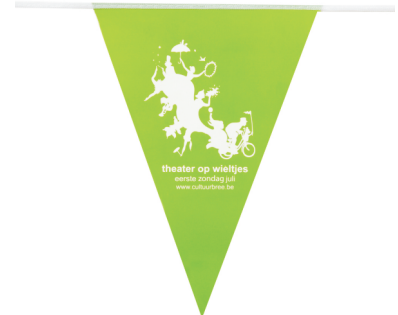 theater op wieltjes
eerste zondag juli
www.cultuurbree.be